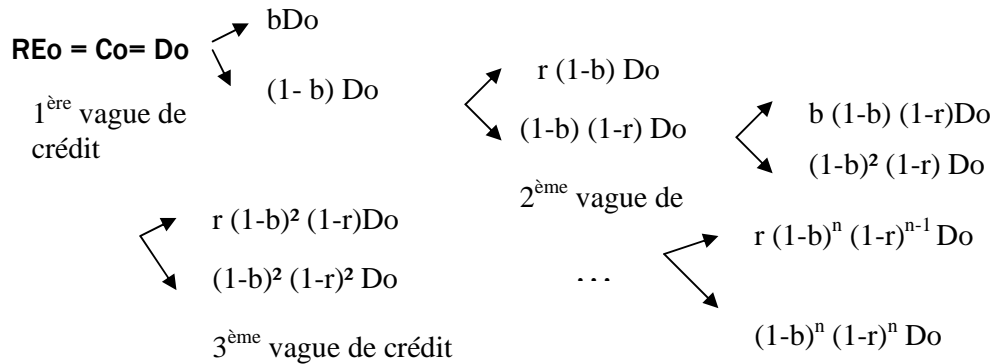 bDo
REo = Co= Do
(1- b) Do
1ère vague de
crédit
r (1-b) Do
(1-b) (1-r) Do
2ème vague de
b (1-b) (1-r)Do
(1-b)² (1-r) Do
r (1-b)² (1-r)Do
(1-b)² (1-r)² Do
3ème vague de crédit
...
r (1-b)ⁿ (1-r)ⁿ⁻¹ Do
(1-b)ⁿ (1-r)ⁿ Do